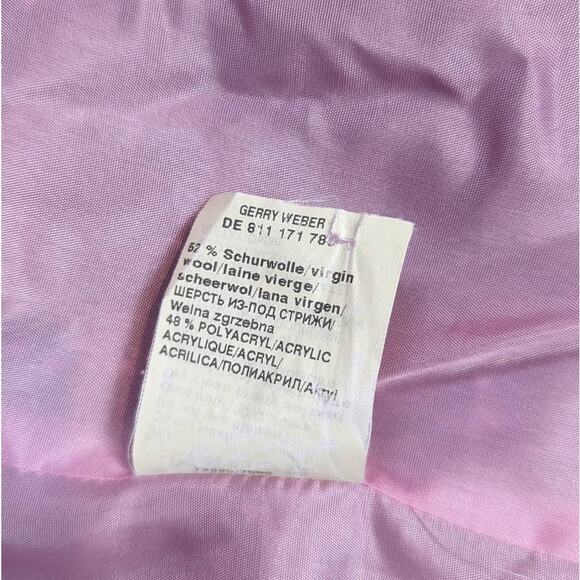 GERRY WEBER
DE 811 171 78
52 % Schurwolle/virgin
wool/laine vierge/
scheerwol/lana virgen/
ШЕРСТЬ ИЗ-ПОД СТРИЖИ/
Welna zgrzebna
48 % POLYACRYL/ACRYLIC
ACRYLIQUE/ACRYL/
ACRILICA/ПОЛИАКРИЛ/Akryl